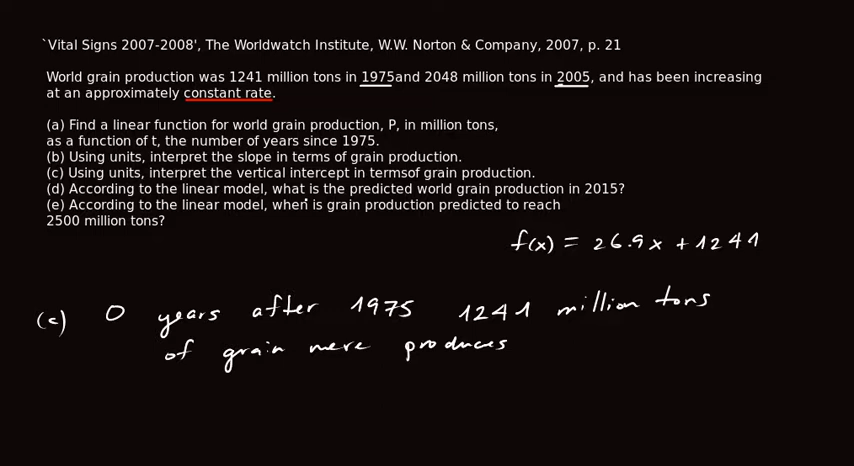 `Vital Signs 2007-2008', The Worldwatch Institute, W.W. Norton & Company, 2007, p. 21
World grain production was 1241 million tons in 1975and 2048 million tons in 2005, and has been increasing
at an approximately constant rate.
(a) Find a linear function for world grain production, P, in million tons,
as a function of t, the number of years since 1975.
(b) Using units, interpret the slope in terms of grain production.
(c) Using units, interpret the vertical intercept in termsof grain production.
(d) According to the linear model, what is the predicted world grain production in 2015?
(e) According to the linear model, when is grain production predicted to reach
2500 million tons?
f(x) = 26.9x + 1241
(c) 0 years after 1975 1241 million tons
of grain were produces